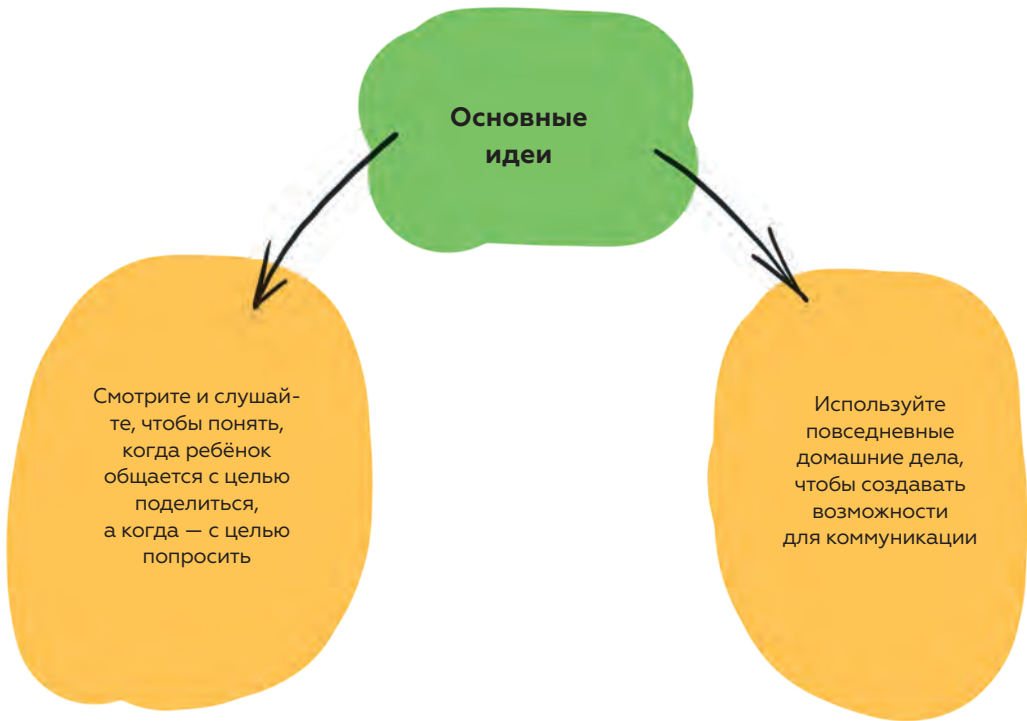 Основные
идеи
Смотрите и слушай-
те, чтобы понять,
когда ребёнок
общается с целью
поделиться,
а когда — с целью
попросить
Используйте
повседневные
домашние дела,
чтобы создавать
возможности
для коммуникации